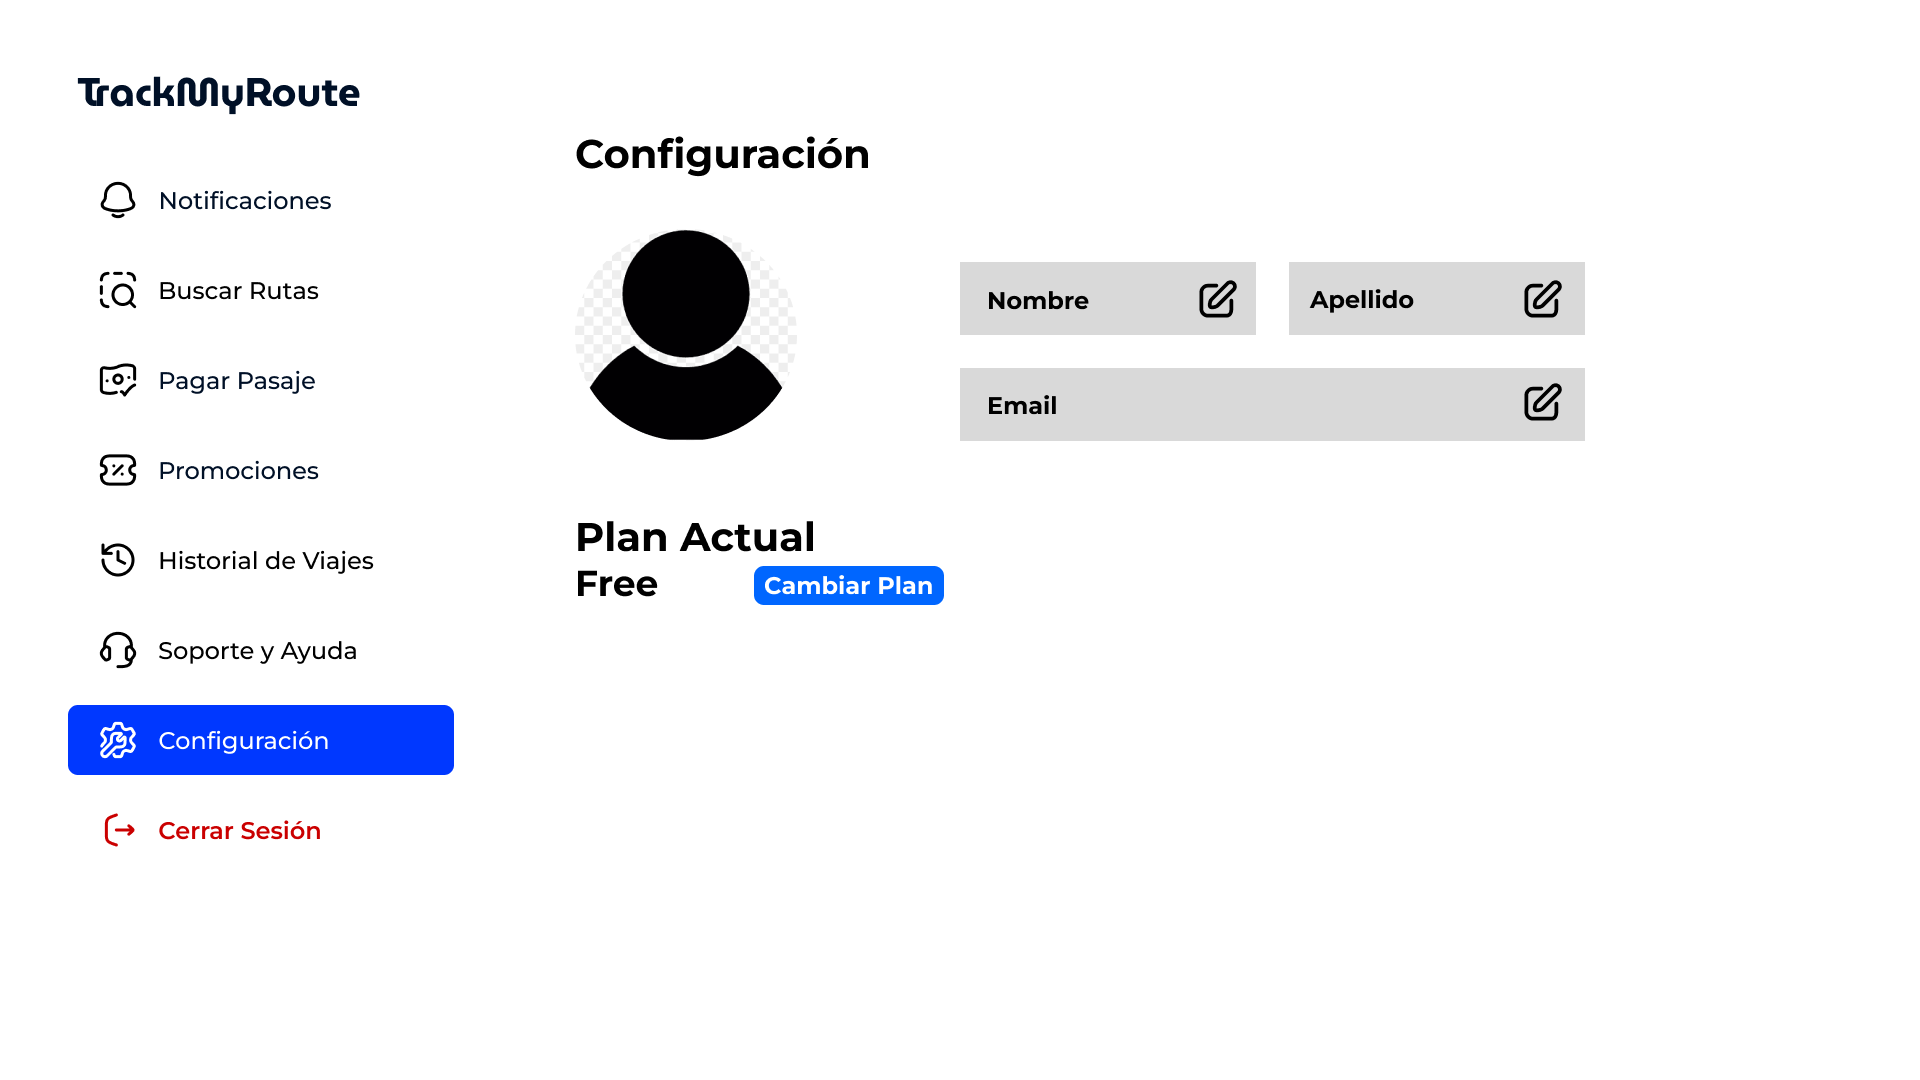 TrackMyRoute
Notificaciones
Buscar Rutas
Pagar Pasaje
Promociones
Historial de Viajes
Soporte y Ayuda
Configuración
Cerrar Sesión
Configuración
Nombre
Apellido
Email
Plan Actual
Free
Cambiar Plan